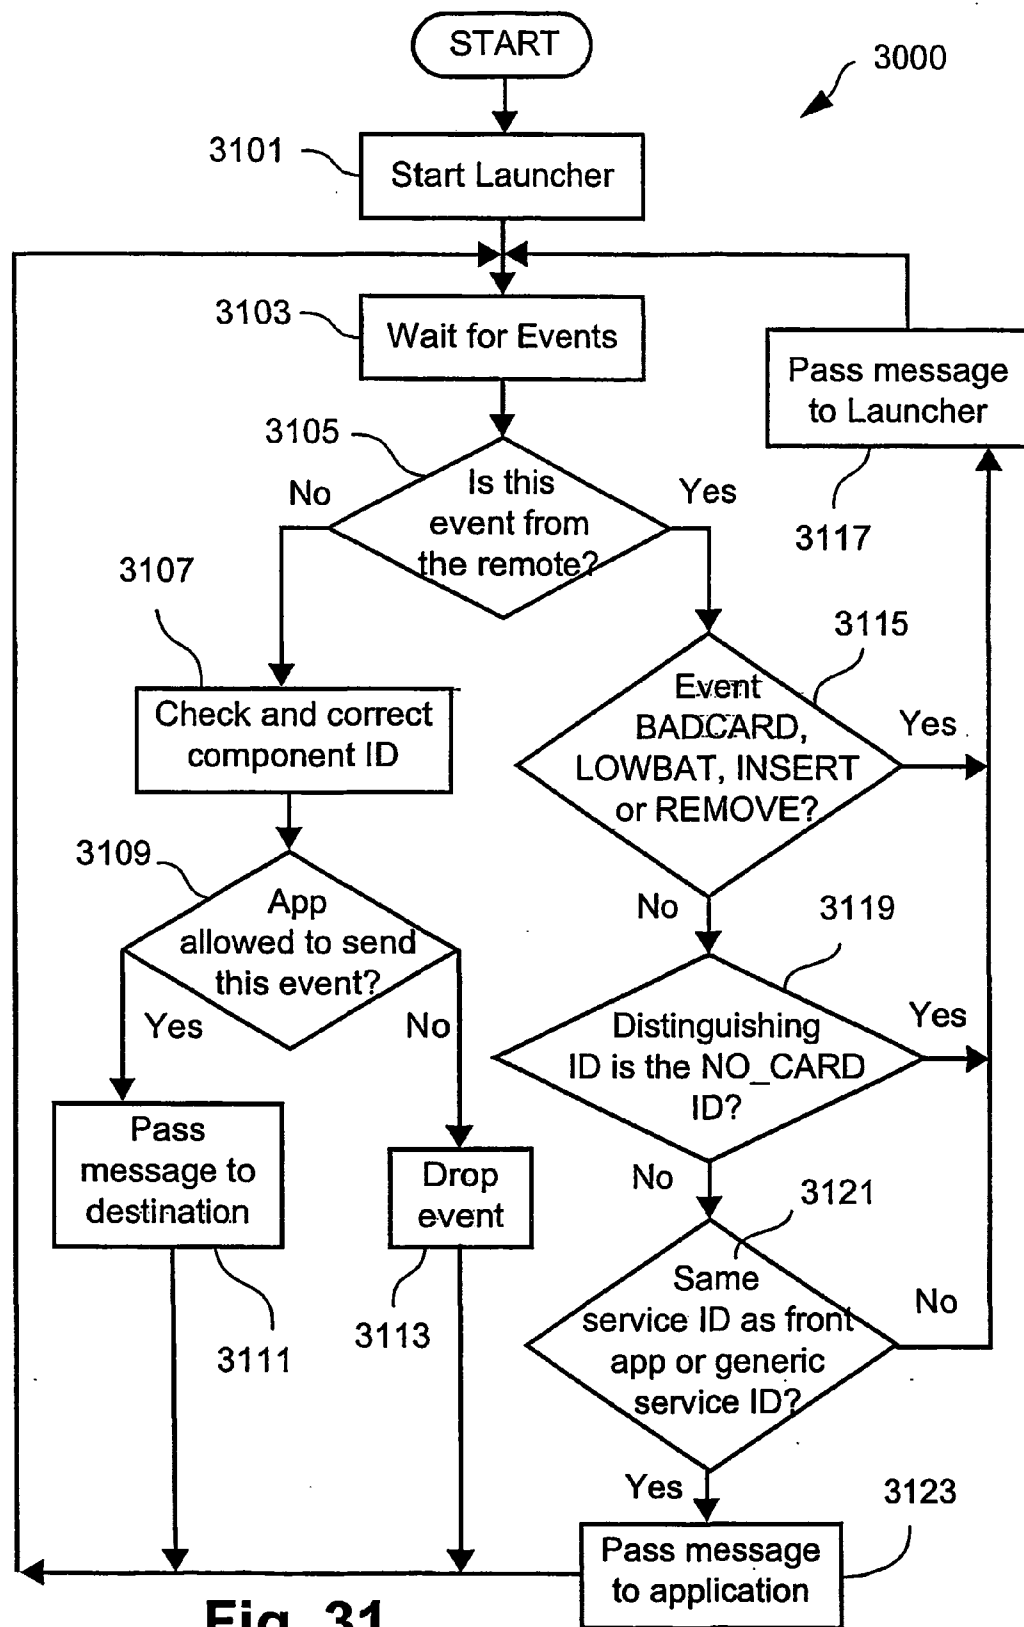 START
3000
3101
Start Launcher
3103
Wait for Events
Pass message
to Launcher
3117
3105
Is this
event from
the remote?
No
Yes
3107
Check and correct
component ID
3115
Event
BADCARD,
LOWBAT, INSERT
or REMOVE?
Yes
No
3109
App
allowed to send
this event?
Yes
No
3119
Distinguishing
ID is the NO_CARD
ID?
Yes
No
Pass
message to
destination
3111
Drop
event
3113
3121
Same
service ID as front
app or generic
service ID?
No
Yes
3123
Pass message
to application
Fig. 31